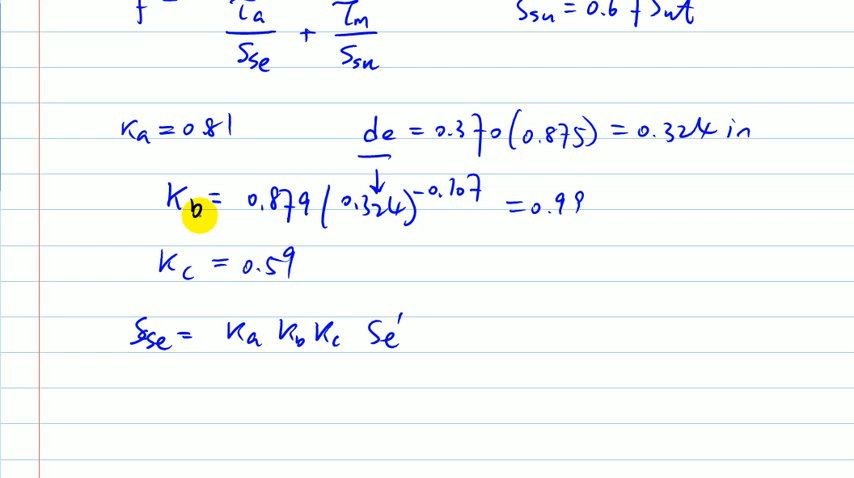 f = τa/Sse + τm/Ssu Ssu = 0.67 Sut
Ka = 0.81 de = 0.370(0.875) = 0.324 in
Kb = 0.879(0.324)^-0.107 = 0.99
Kc = 0.59
Sse = Ka Kb Kc Se'